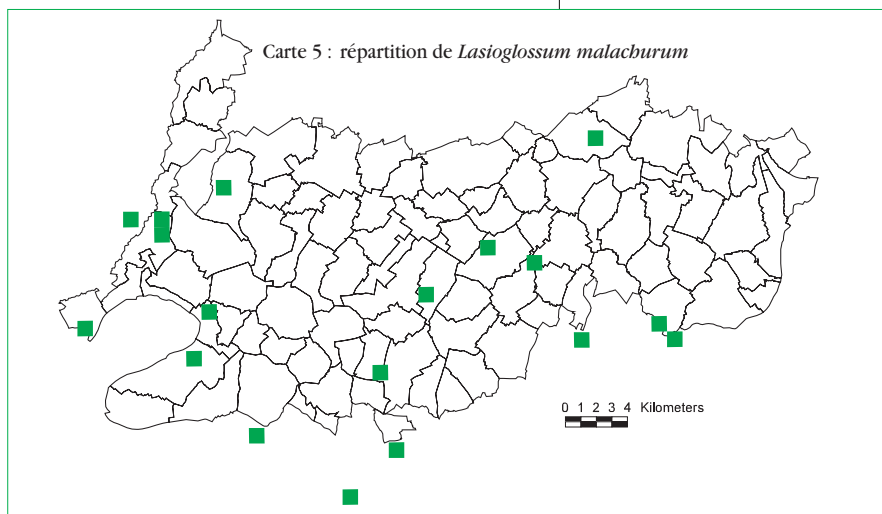 Carte 5 : répartition de Lasioglossum malachurum
0 1 2 3 4 Kilometers